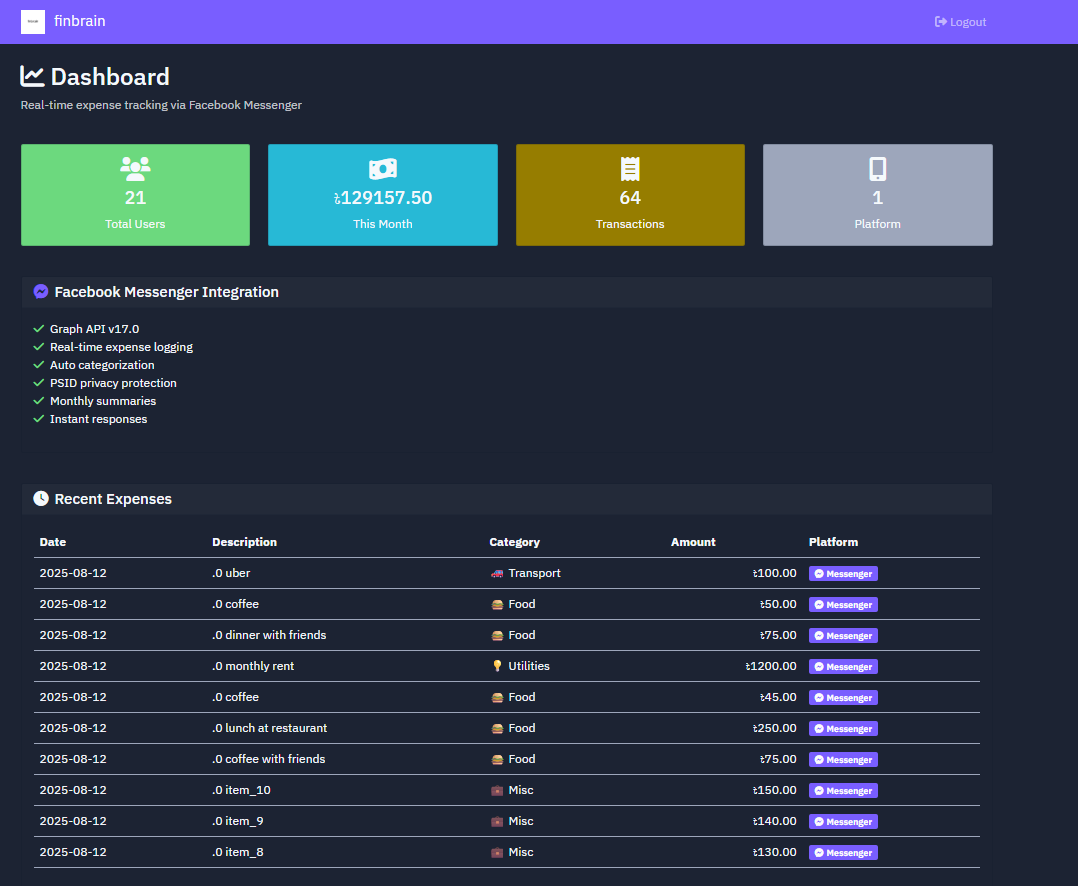 finbrain
Logout
Dashboard
Real-time expense tracking via Facebook Messenger
21
Total Users
৳129157.50
This Month
64
Transactions
1
Platform
Facebook Messenger Integration
Graph API v17.0
Real-time expense logging
Auto categorization
PSID privacy protection
Monthly summaries
Instant responses
Recent Expenses
Date Description Category Amount Platform
2025-08-12 .0 uber Transport ৳100.00 Messenger
2025-08-12 .0 coffee Food ৳50.00 Messenger
2025-08-12 .0 dinner with friends Food ৳75.00 Messenger
2025-08-12 .0 monthly rent Utilities ৳1200.00 Messenger
2025-08-12 .0 coffee Food ৳45.00 Messenger
2025-08-12 .0 lunch at restaurant Food ৳250.00 Messenger
2025-08-12 .0 coffee with friends Food ৳75.00 Messenger
2025-08-12 .0 item_10 Misc ৳150.00 Messenger
2025-08-12 .0 item_9 Misc ৳140.00 Messenger
2025-08-12 .0 item_8 Misc ৳130.00 Messenger